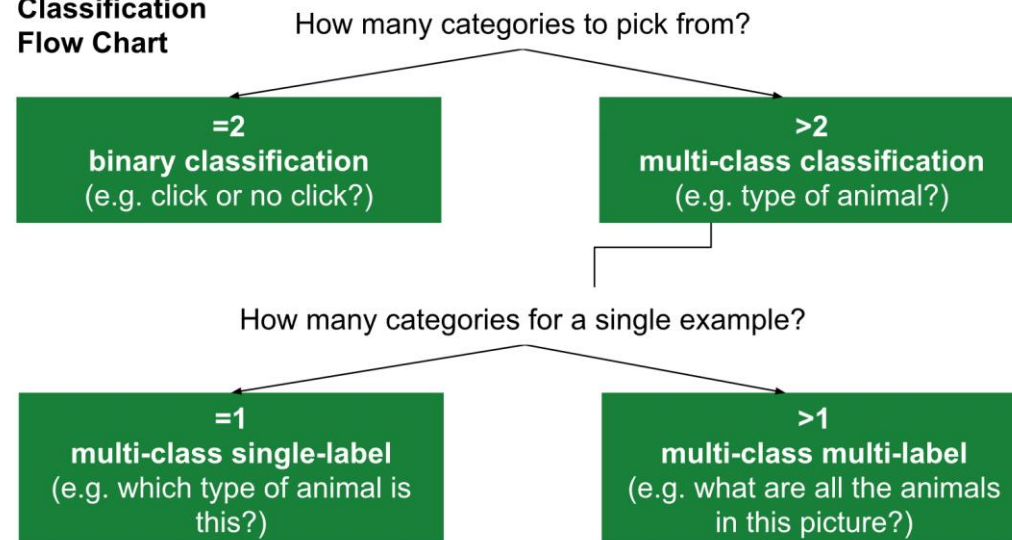 Classification
Flow Chart
How many categories to pick from?
=2
binary classification
(e.g. click or no click?)
>2
multi-class classification
(e.g. type of animal?)
How many categories for a single example?
=1
multi-class single-label
(e.g. which type of animal is
this?)
>1
multi-class multi-label
(e.g. what are all the animals
in this picture?)